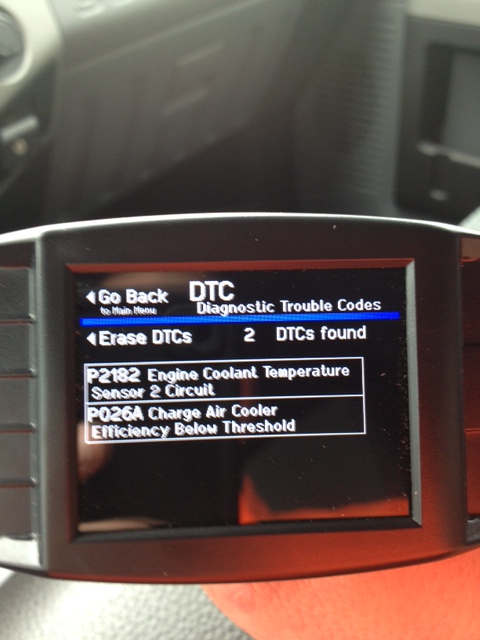 Go Back DTC
to Main Menu Diagnostic Trouble Codes
Erase DTCs 2 DTCs found
P2182 Engine Coolant Temperature
Sensor 2 Circuit
P026A Charge Air Cooler
Efficiency Below Threshold